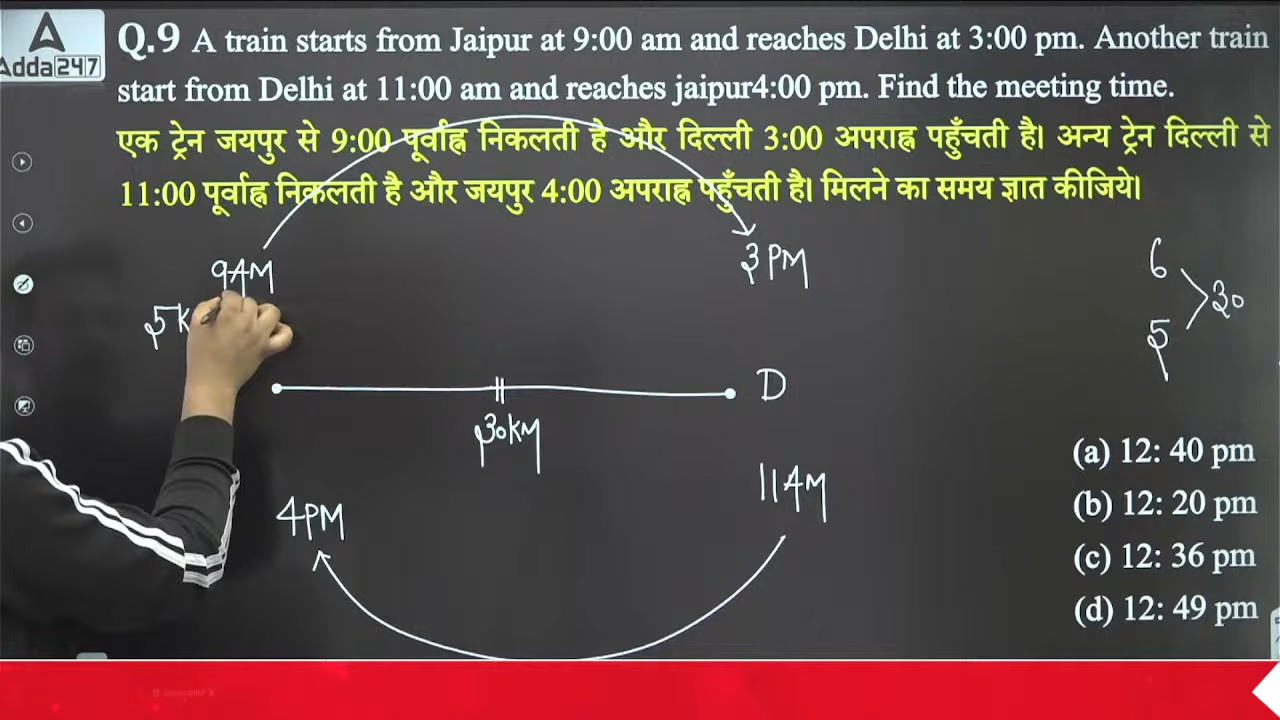 Adda247
Q.9 A train starts from Jaipur at 9:00 am and reaches Delhi at 3:00 pm. Another train
start from Delhi at 11:00 am and reaches jaipur4:00 pm. Find the meeting time.
एक ट्रेन जयपुर से 9:00 पूर्वाह्न निकलती है और दिल्ली 3:00 अपराह्न पहुँचती है। अन्य ट्रेन दिल्ली से
11:00 पूर्वाह्न निकलती है और जयपुर 4:00 अपराह्न पहुँचती है। मिलने का समय ज्ञात कीजिये।
9AM
3PM
6
30
5K
5
D
30KM
(a) 12: 40 pm
11AM
(b) 12: 20 pm
4PM
(c) 12: 36 pm
(d) 12: 49 pm